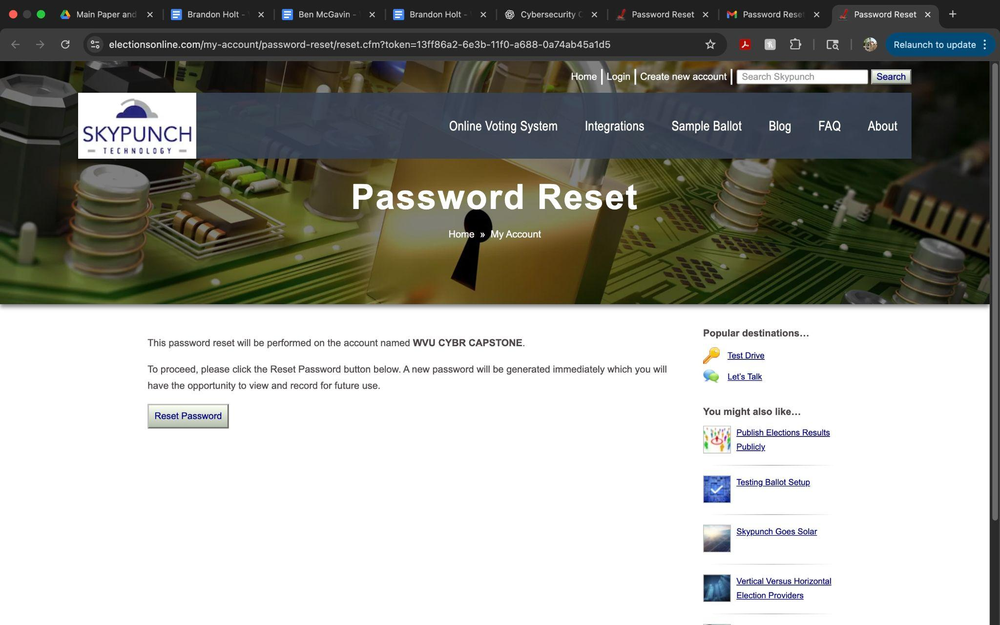 Main Paper and
Brandon Holt -
Ben McGavin -
Brandon Holt -
Cybersecurity C
Password Reset
Password Reset
Password Reset
electionsonline.com/my-account/password-reset/reset.cfm?token=13ff86a2-6e3b-11f0-a688-0a74ab45a1d5
Relaunch to update
Home | Login | Create new account | Search Skypunch Search
SKYPUNCH
TECHNOLOGY
Online Voting System Integrations Sample Ballot Blog FAQ About
Password Reset
Home » My Account
This password reset will be performed on the account named WVU CYBR CAPSTONE.
To proceed, please click the Reset Password button below. A new password will be generated immediately which you will
have the opportunity to view and record for future use.
Reset Password
Popular destinations…
Test Drive
Let’s Talk
You might also like…
Publish Elections Results
Publicly
Testing Ballot Setup
Skypunch Goes Solar
Vertical Versus Horizontal
Election Providers